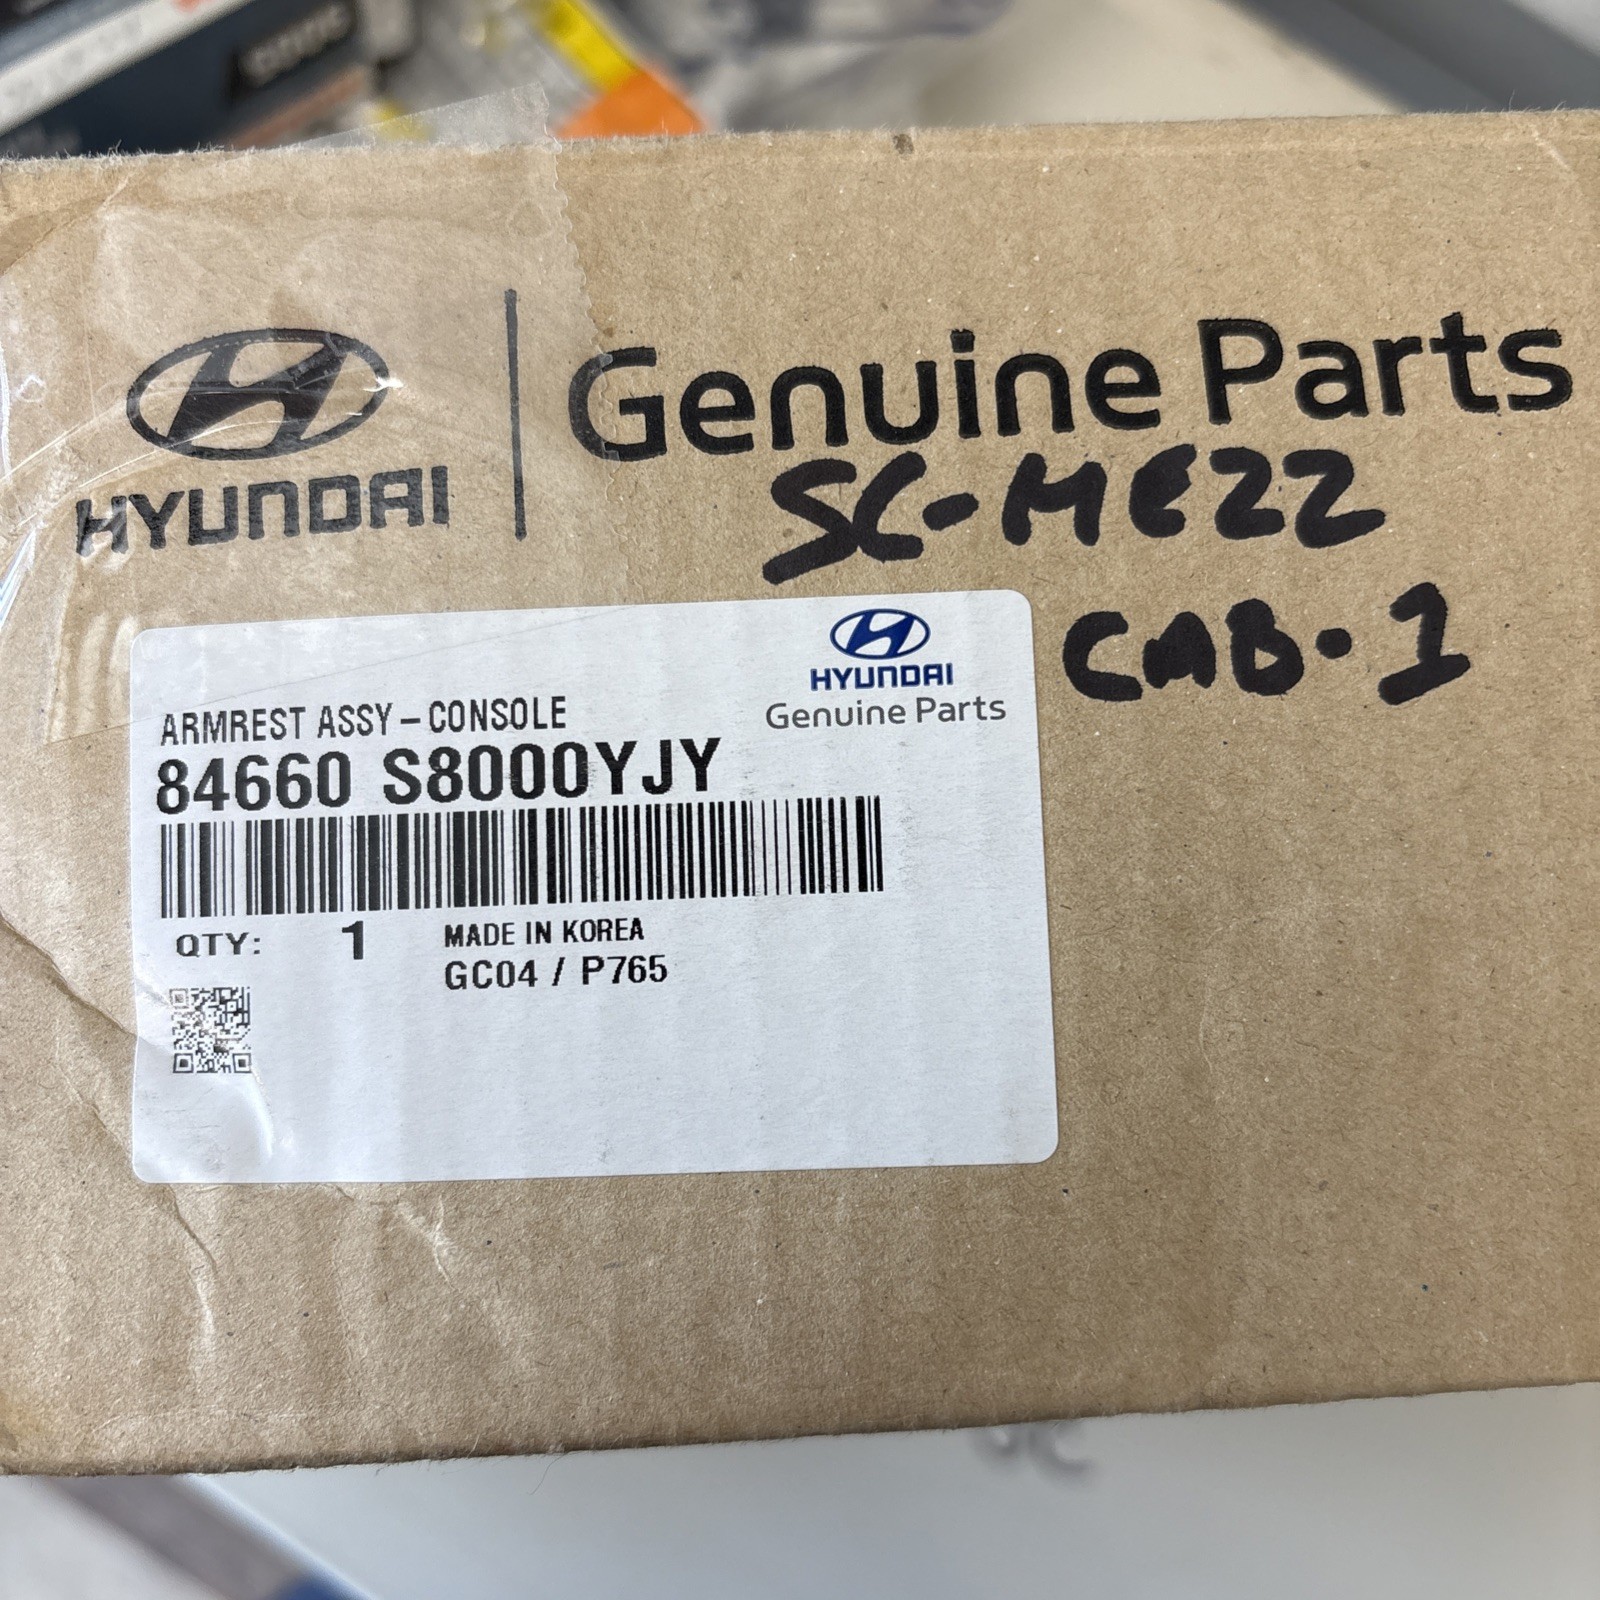 HYUNDAI
Genuine Parts
SC-MEZZ
CAB-1
HYUNDAI
Genuine Parts
ARMREST ASSY-CONSOLE
84660 S8000YJY
QTY: 1
MADE IN KOREA
GC04 / P765